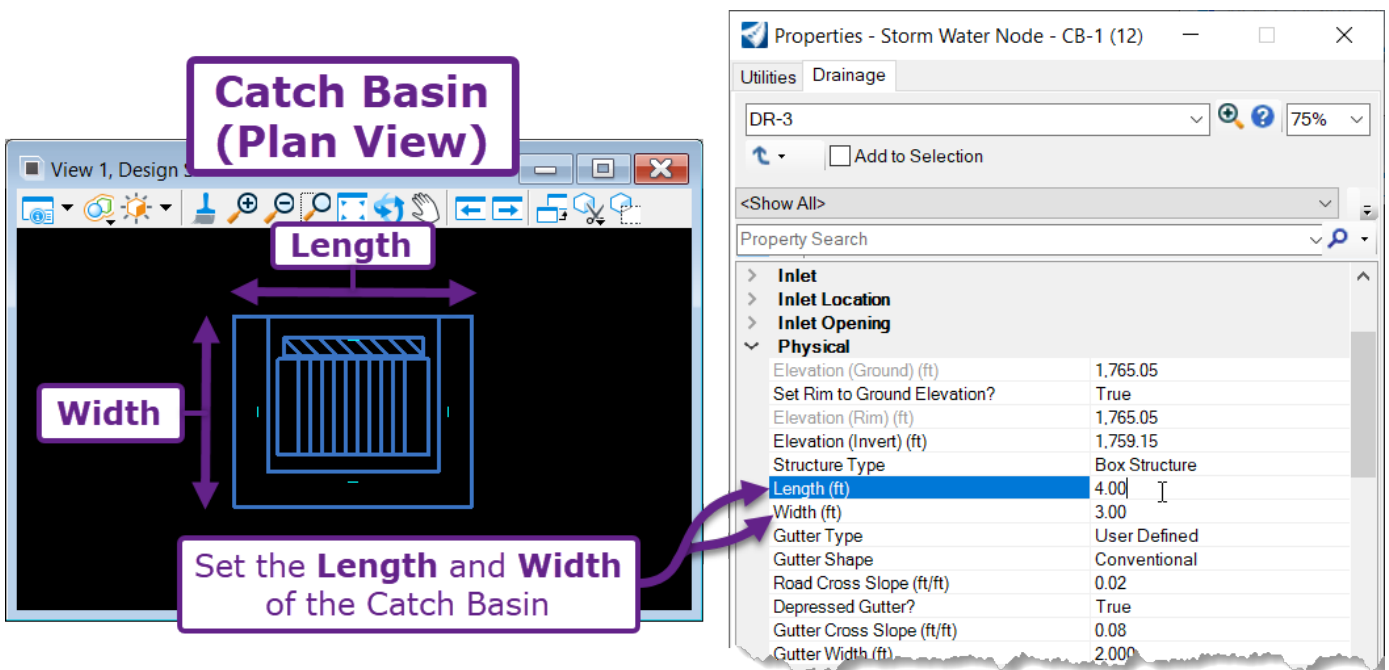 Catch Basin
(Plan View)
View 1, Design
Length
Width
Set the Length and Width
of the Catch Basin
Properties - Storm Water Node - CB-1 (12)
Utilities Drainage
DR-3 75%
Add to Selection
<Show All>
Property Search
Inlet
Inlet Location
Inlet Opening
Physical
Elevation (Ground) (ft) 1,765.05
Set Rim to Ground Elevation? True
Elevation (Rim) (ft) 1,765.05
Elevation (Invert) (ft) 1,759.15
Structure Type Box Structure
Length (ft) 4.00
Width (ft) 3.00
Gutter Type User Defined
Gutter Shape Conventional
Road Cross Slope (ft/ft) 0.02
Depressed Gutter? True
Gutter Cross Slope (ft/ft) 0.08
Gutter Width (ft) 2.000